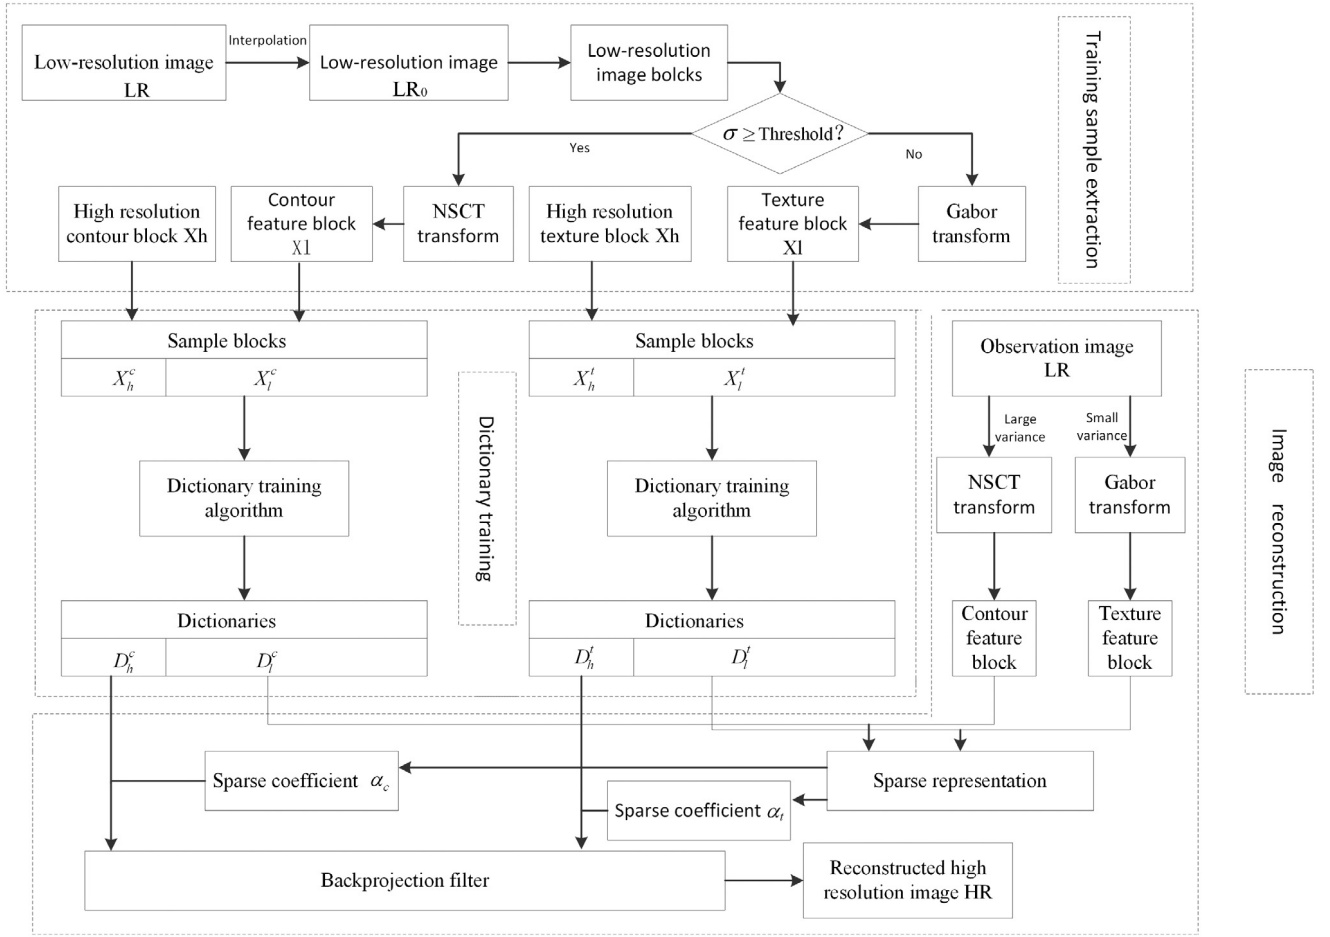 Low-resolution image
LR
Interpolation
Low-resolution image
LR₀
Low-resolution
image bolcks
σ ≥ Threshold?
Yes
No
Training sample extraction
High resolution
contour block Xh
Contour
feature block
Xl
NSCT
transform
High resolution
texture block Xh
Texture
feature block
Xl
Gabor
transform
Sample blocks
X_h^c
X_l^c
Dictionary training
algorithm
Dictionaries
D_h^c
D_l^c
Dictionary training
Sample blocks
X_h^t
X_l^t
Dictionary training
algorithm
Dictionaries
D_h^t
D_l^t
Observation image
LR
Large
variance
Small
variance
NSCT
transform
Gabor
transform
Contour
feature
block
Texture
feature
block
Image reconstruction
Sparse coefficient α_c
Sparse coefficient α_t
Sparse representation
Backprojection filter
Reconstructed high
resolution image HR